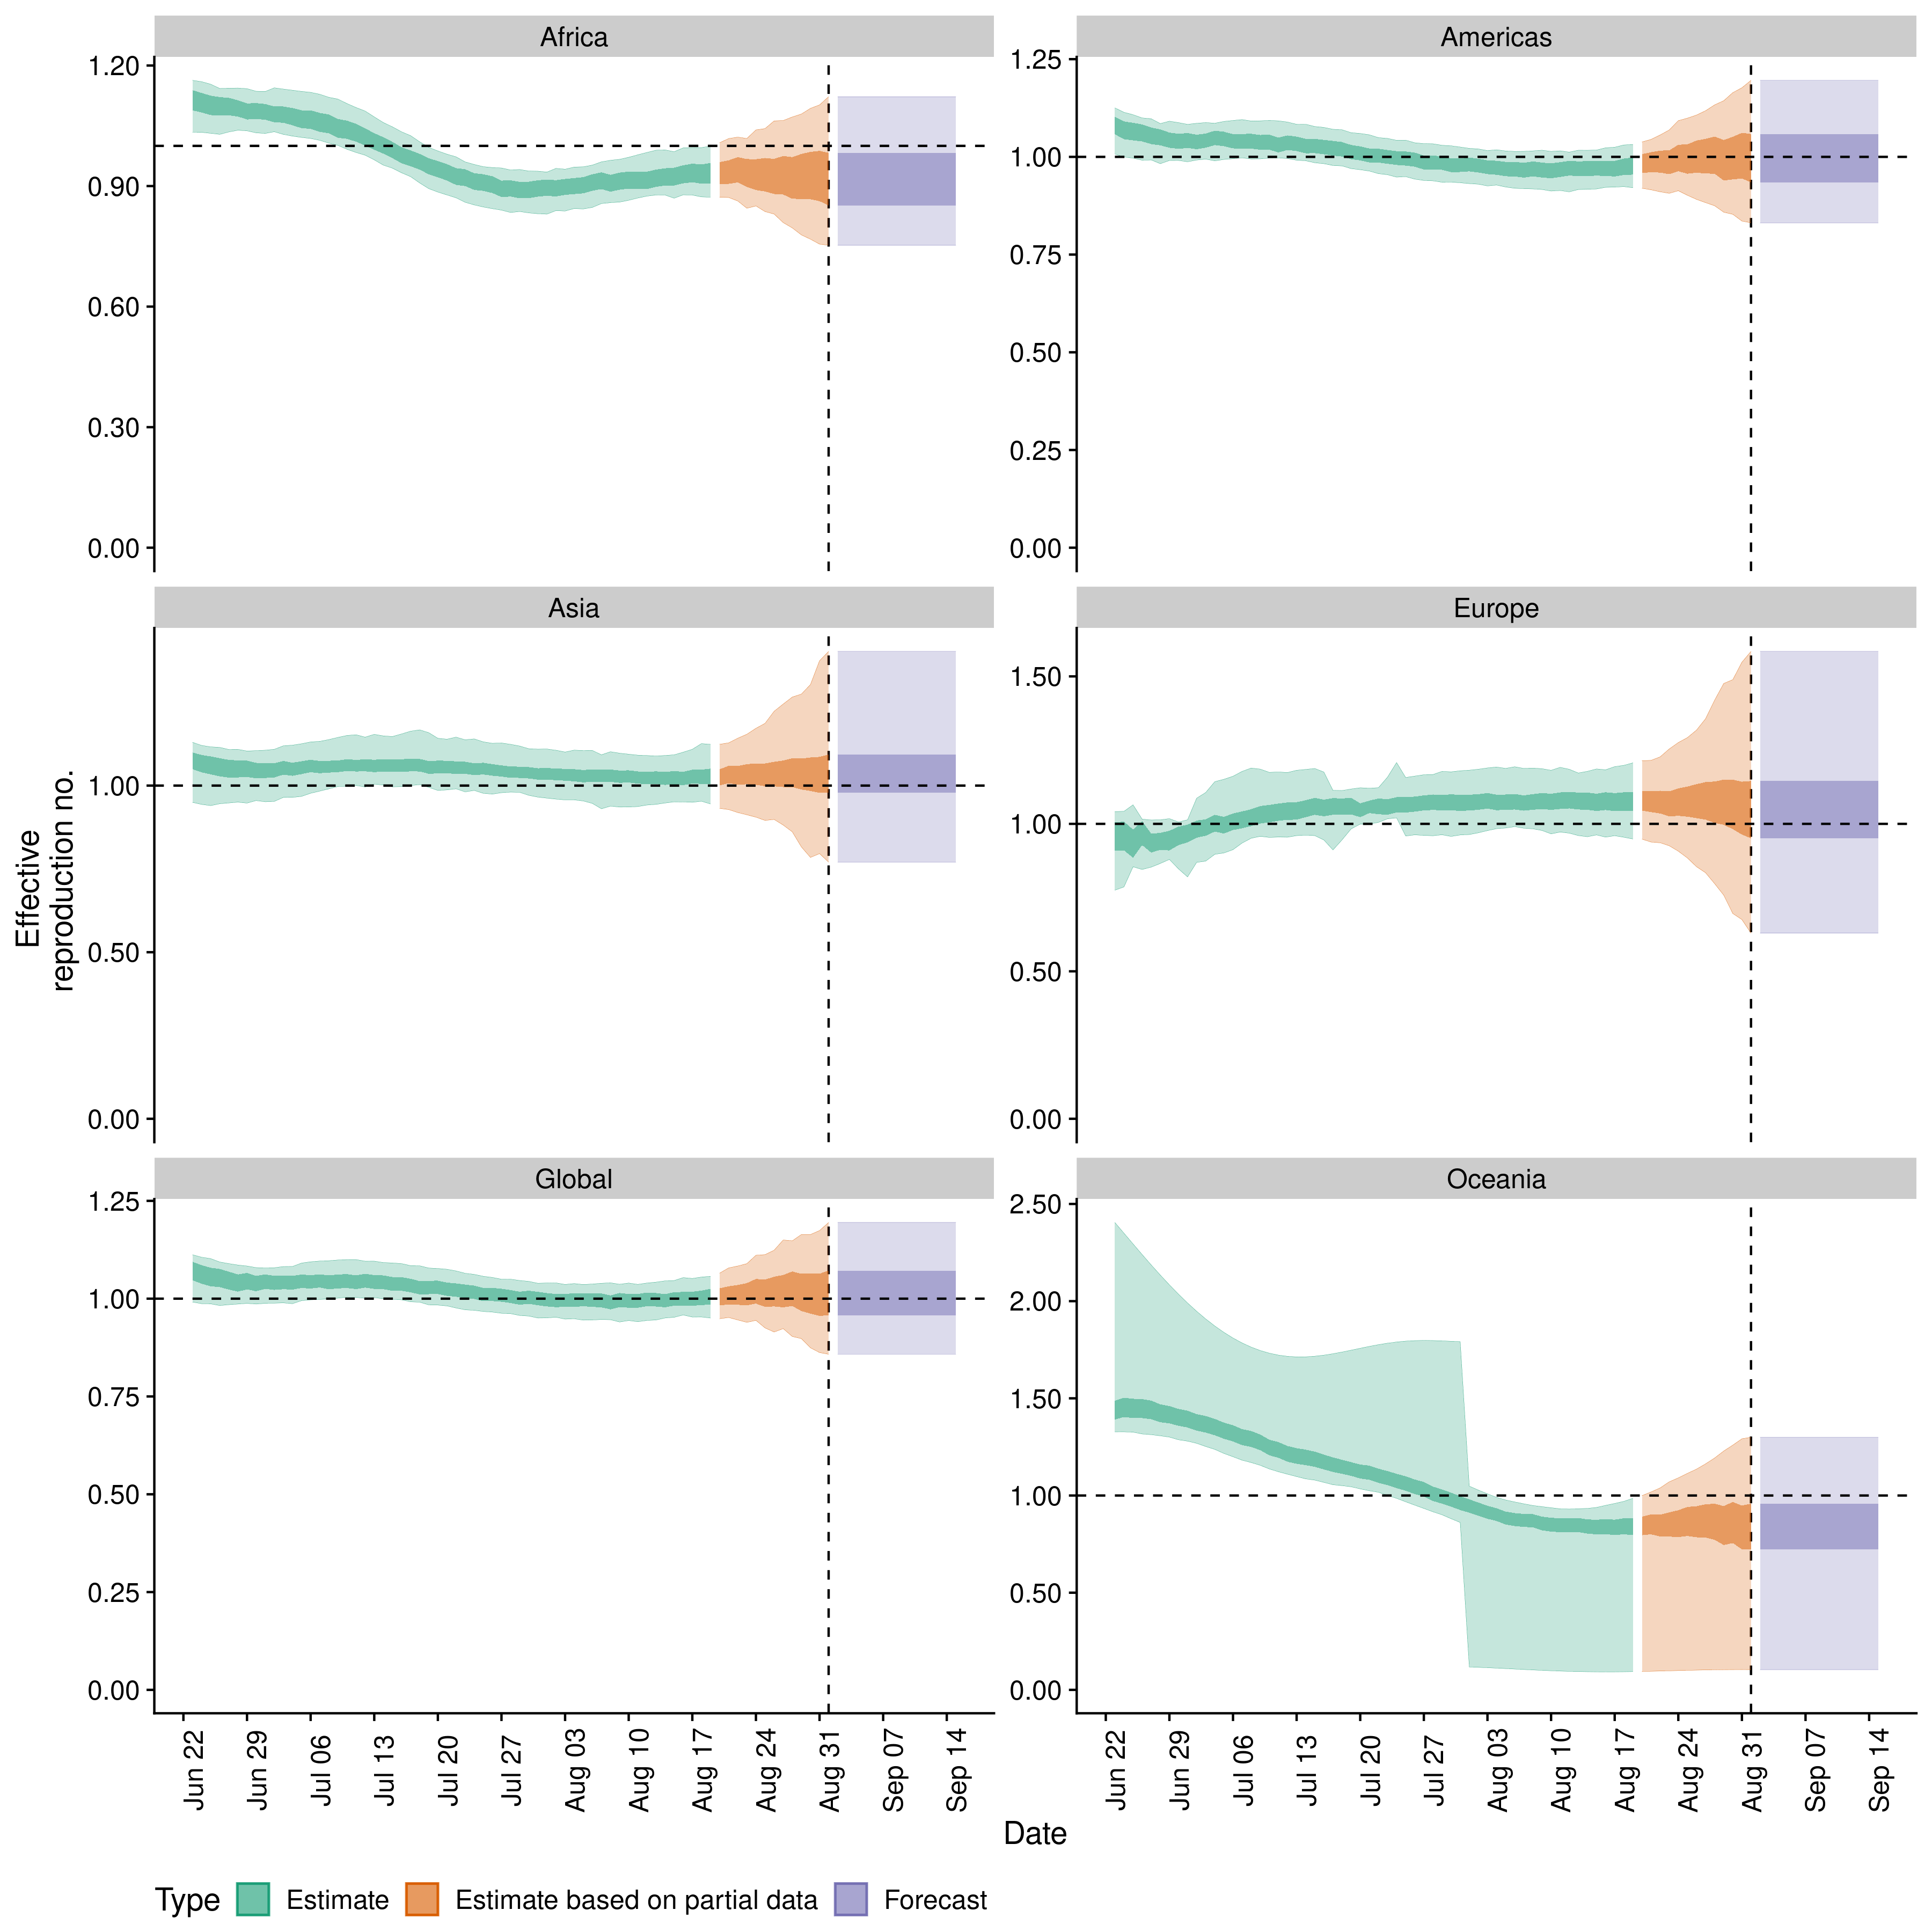 Africa
Americas
1.20
0.90
0.60
0.30
0.00
1.25
1.00
0.75
0.50
0.25
0.00
Asia
Europe
1.00
0.50
0.00
1.50
1.00
0.50
0.00
Effective
reproduction no.
Global
Oceania
1.25
1.00
0.75
0.50
0.25
0.00
2.50
2.00
1.50
1.00
0.50
0.00
Jun 22
Jun 29
Jul 06
Jul 13
Jul 20
Jul 27
Aug 03
Aug 10
Aug 17
Aug 24
Aug 31
Sep 07
Sep 14
Jun 22
Jun 29
Jul 06
Jul 13
Jul 20
Jul 27
Aug 03
Aug 10
Aug 17
Aug 24
Aug 31
Sep 07
Sep 14
Date
Type Estimate Estimate based on partial data Forecast